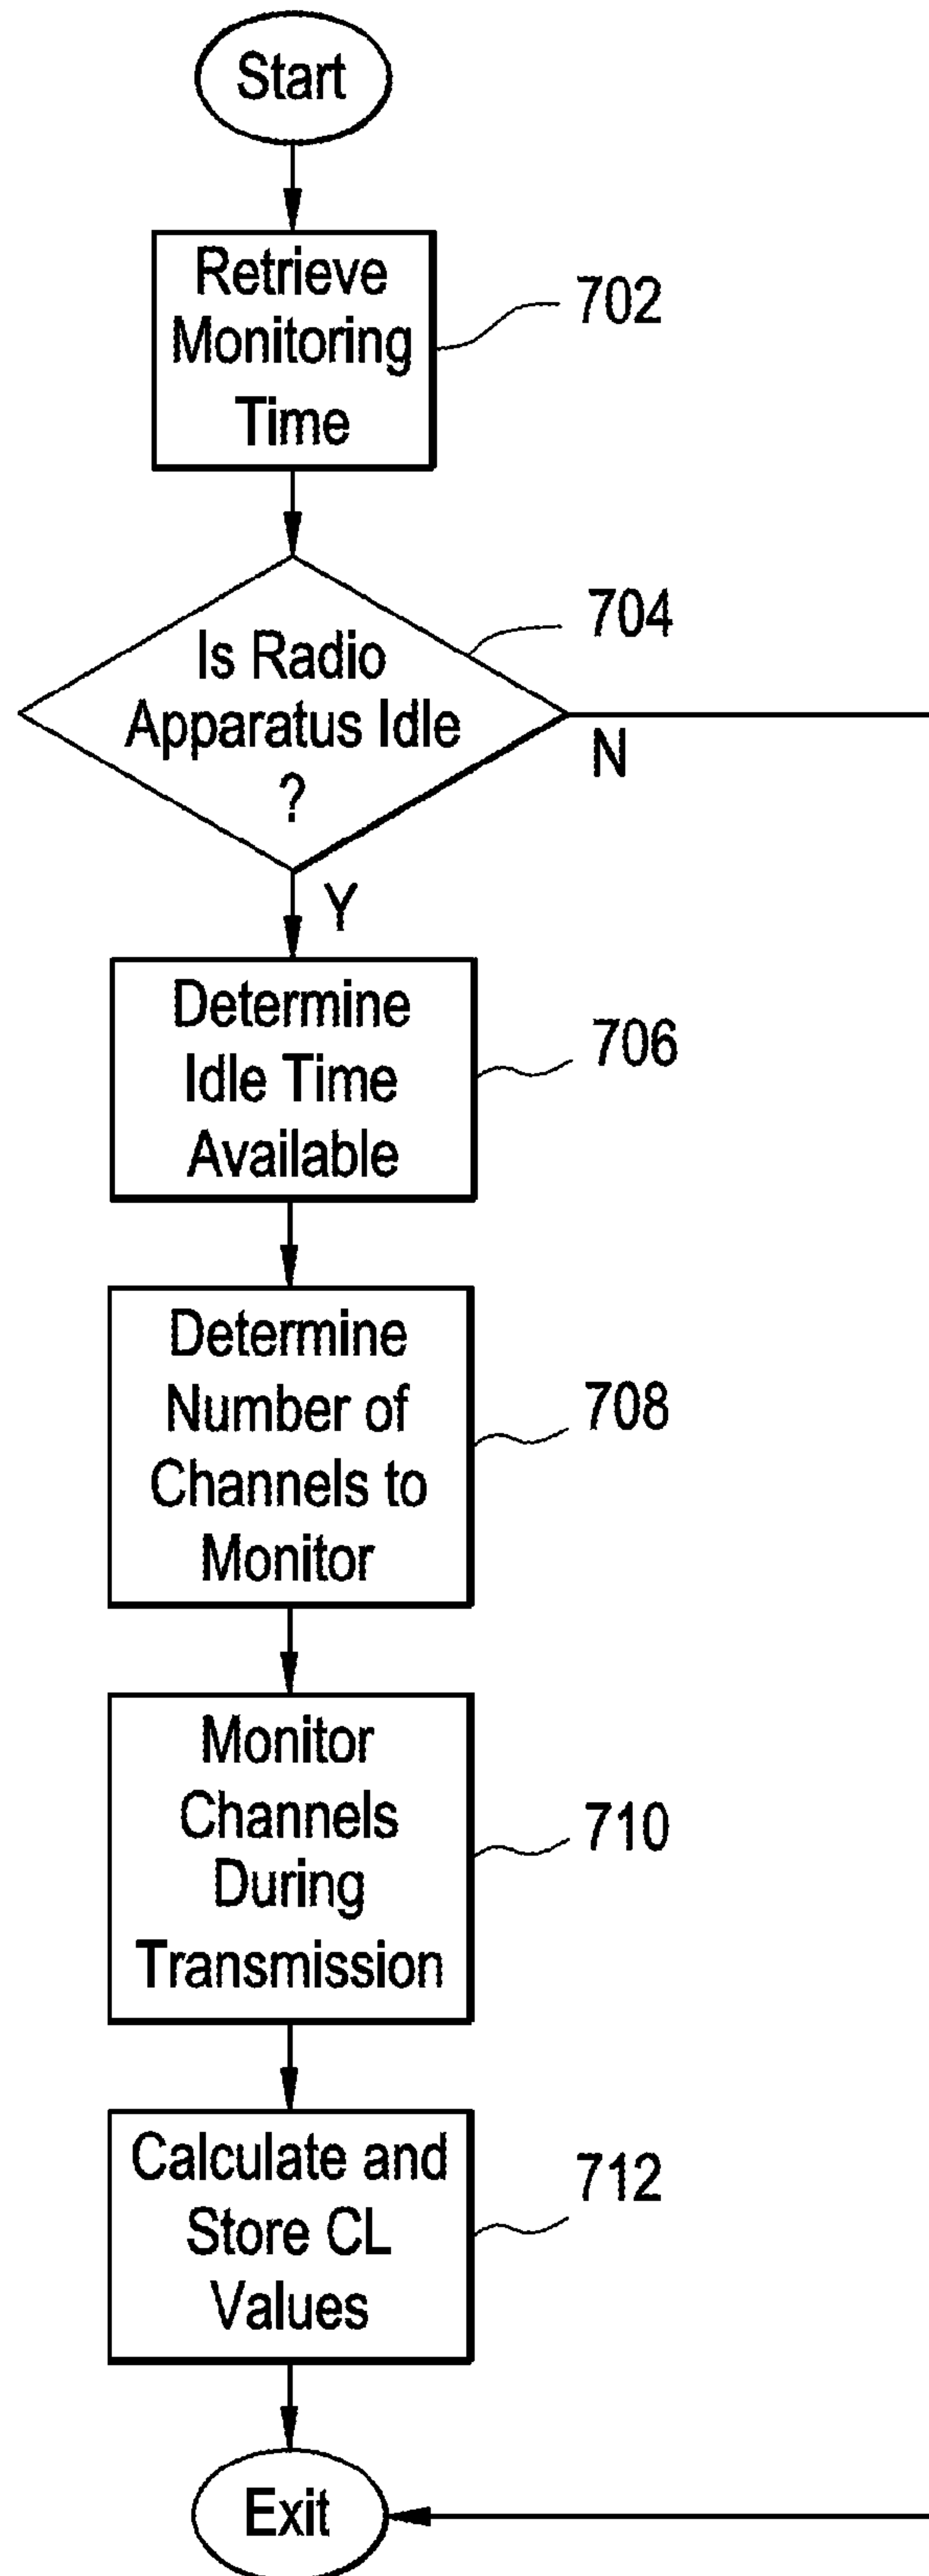 Start
Retrieve
Monitoring
Time
702
Is Radio
Apparatus Idle
?
704
N
Y
Determine
Idle Time
Available
706
Determine
Number of
Channels to
Monitor
708
Monitor
Channels
During
Transmission
710
Calculate and
Store CL
Values
712
Exit